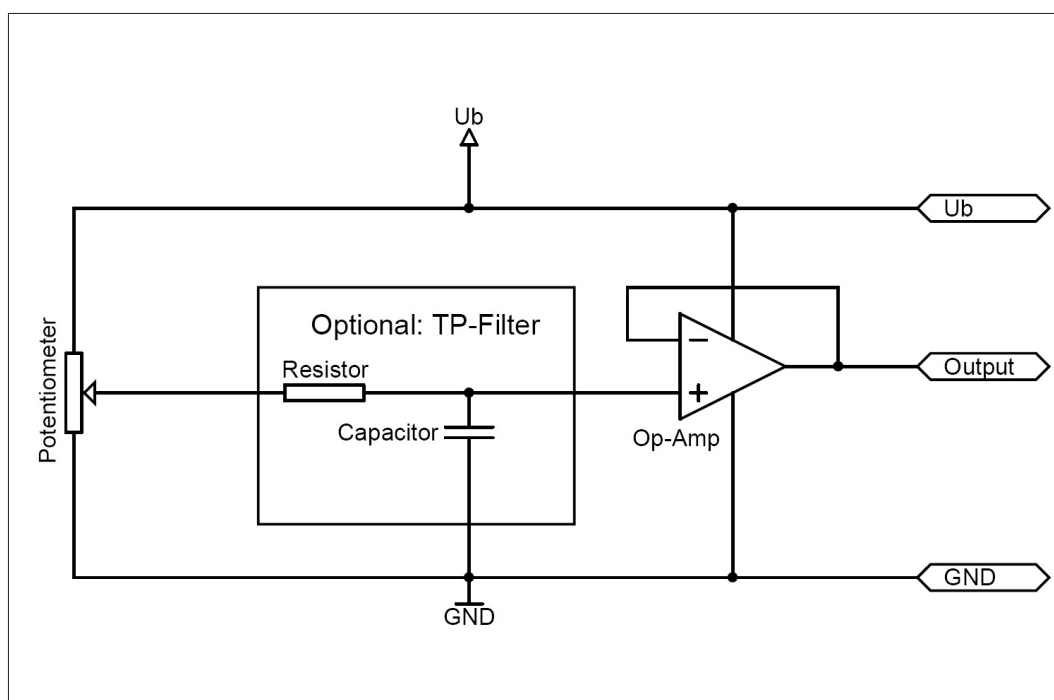 Ub
Ub
Optional: TP-Filter
Resistor
Potentiometer
Capacitor
−
+
Op-Amp
Output
GND
GND